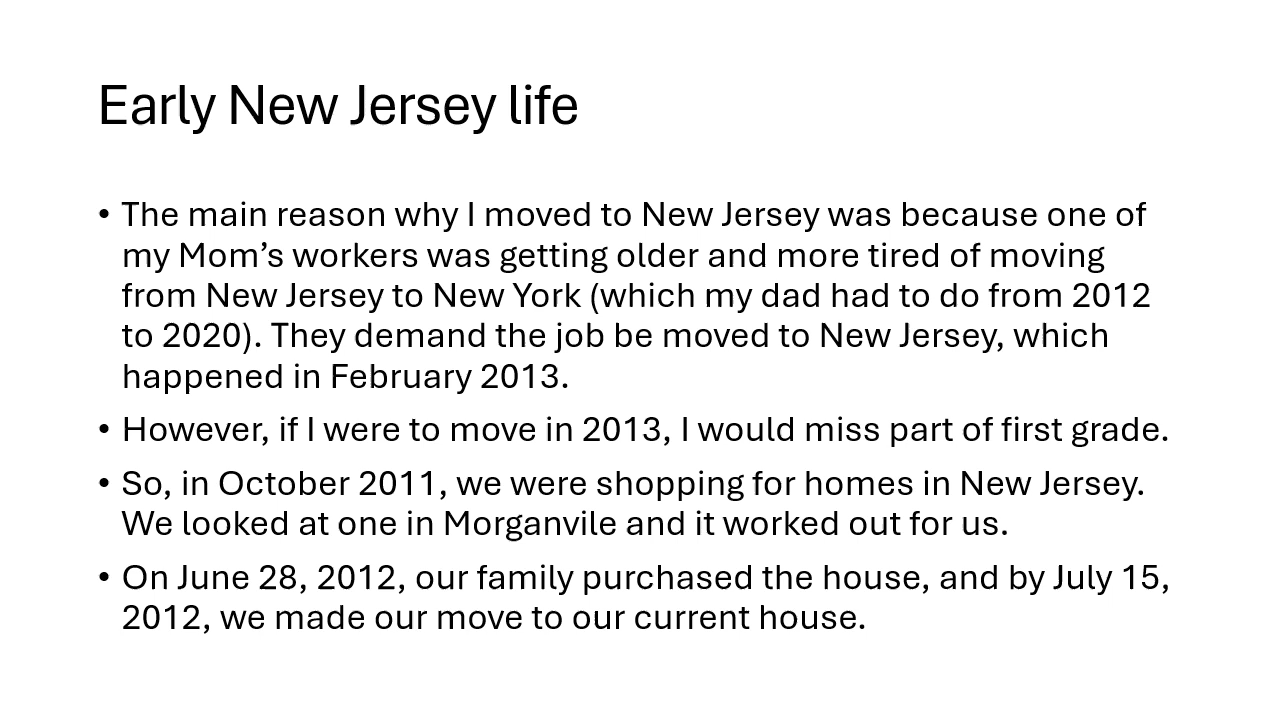 Early New Jersey life
• The main reason why I moved to New Jersey was because one of
my Mom’s workers was getting older and more tired of moving
from New Jersey to New York (which my dad had to do from 2012
to 2020). They demand the job be moved to New Jersey, which
happened in February 2013.
• However, if I were to move in 2013, I would miss part of first grade.
• So, in October 2011, we were shopping for homes in New Jersey.
We looked at one in Morganvile and it worked out for us.
• On June 28, 2012, our family purchased the house, and by July 15,
2012, we made our move to our current house.